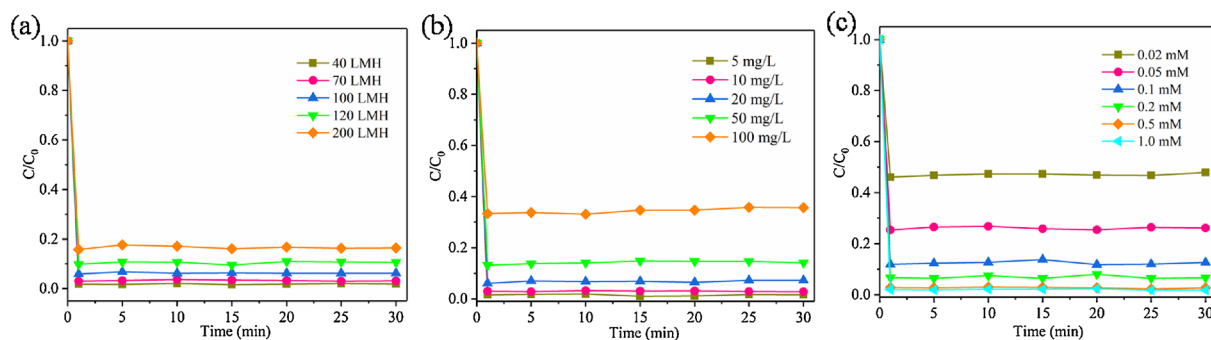 (a)
1.0
0.8
0.6
0.4
0.2
0.0
C/C0
40 LMH
70 LMH
100 LMH
120 LMH
200 LMH
0 5 10 15 20 25 30
Time (min)
(b)
1.0
0.8
0.6
0.4
0.2
0.0
C/C0
5 mg/L
10 mg/L
20 mg/L
50 mg/L
100 mg/L
0 5 10 15 20 25 30
Time (min)
(c)
1.0
0.8
0.6
0.4
0.2
0.0
C/C0
0.02 mM
0.05 mM
0.1 mM
0.2 mM
0.5 mM
1.0 mM
0 5 10 15 20 25 30
Time (min)